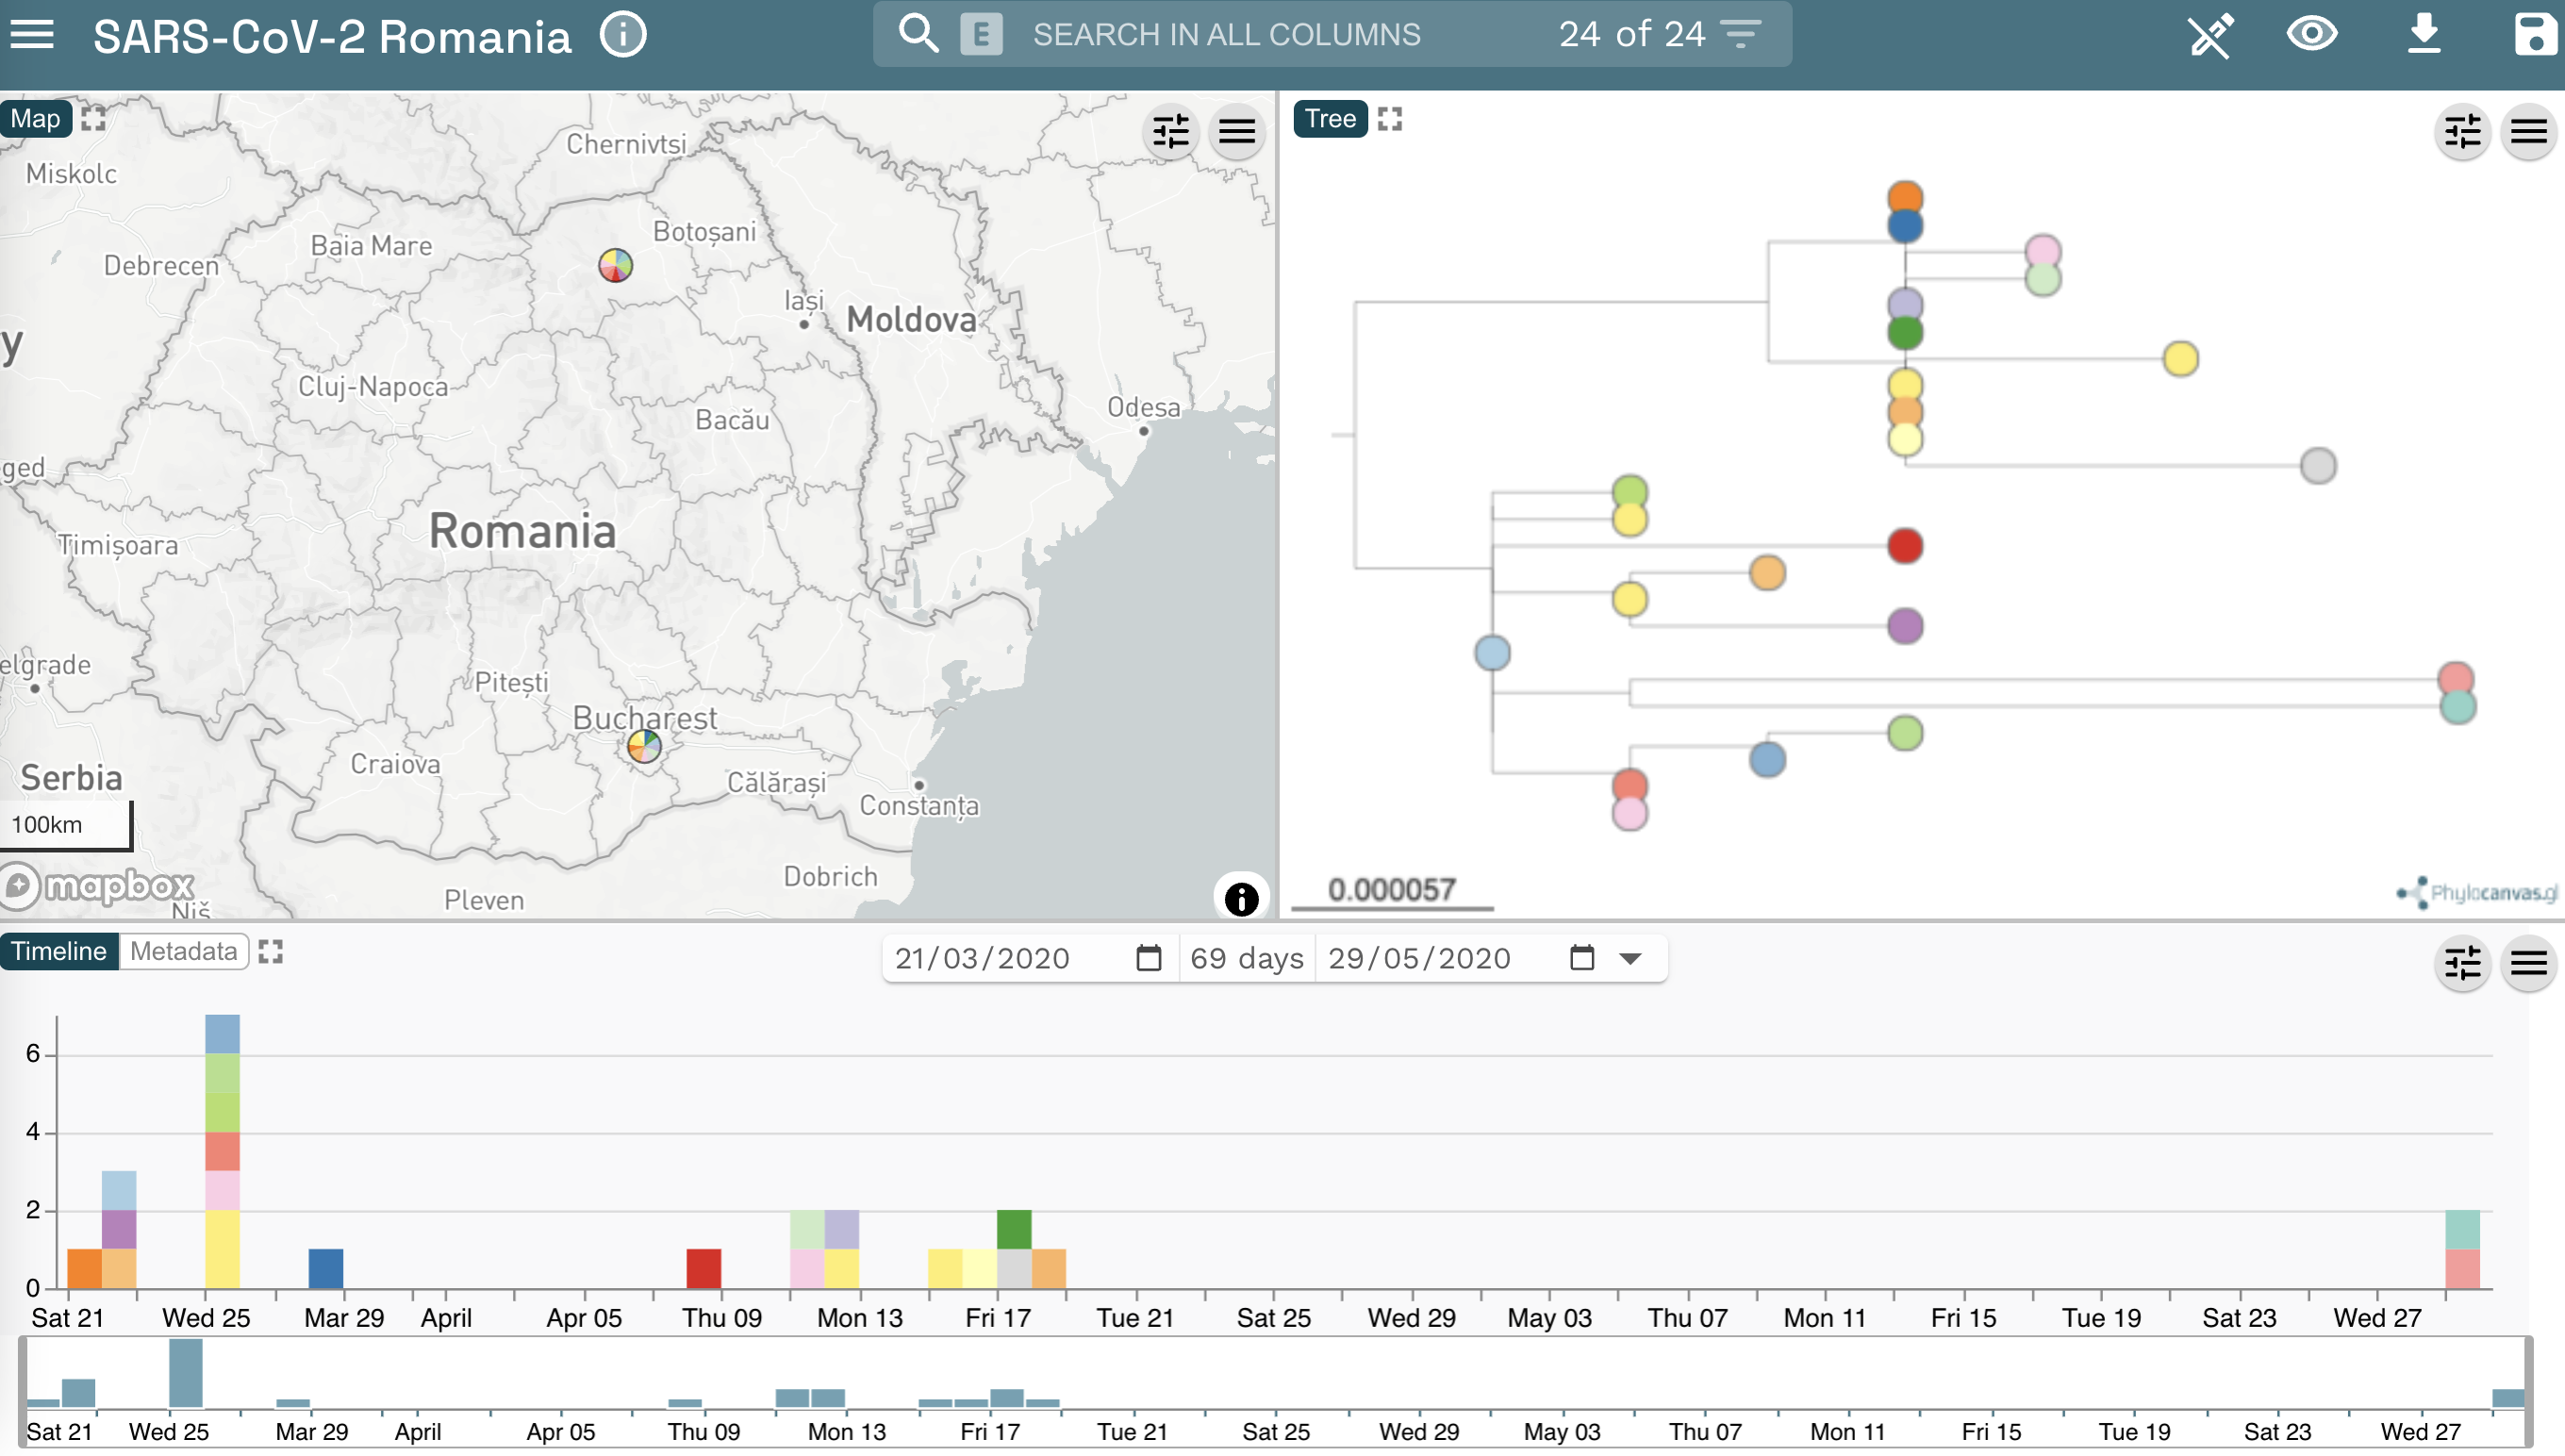 SARS-CoV-2 Romania i
E SEARCH IN ALL COLUMNS 24 of 24
Map
Chernivtsi
Miskolc
Botoșani
Baia Mare
Debrecen
Iași
Moldova
y
Cluj-Napoca
Odesa
Bacău
ged
Romania
Timișoara
elgrade
Pitești
Bucharest
Craiova
Serbia
Călărași
Constanța
100km
Dobrich
mapbox
Pleven
Niš
i
Tree
0.000057
Phylocanvas.gl
Timeline Metadata
21/03/2020 69 days 29/05/2020
6
4
2
0
Sat 21 Wed 25 Mar 29 April Apr 05 Thu 09 Mon 13 Fri 17 Tue 21 Sat 25 Wed 29 May 03 Thu 07 Mon 11 Fri 15 Tue 19 Sat 23 Wed 27
Sat 21 Wed 25 Mar 29 April Apr 05 Thu 09 Mon 13 Fri 17 Tue 21 Sat 25 Wed 29 May 03 Thu 07 Mon 11 Fri 15 Tue 19 Sat 23 Wed 27